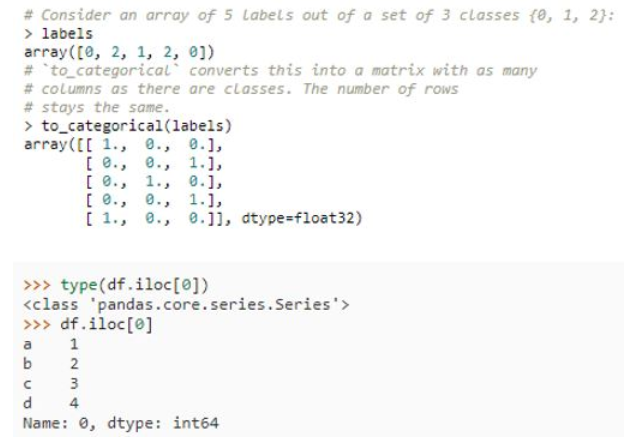 # Consider an array of 5 labels out of a set of 3 classes {0, 1, 2}:
> labels
array([0, 2, 1, 2, 0])
# `to_categorical` converts this into a matrix with as many
# columns as there are classes. The number of rows
# stays the same.
> to_categorical(labels)
array([[ 1.,  0.,  0.],
       [ 0.,  0.,  1.],
       [ 0.,  1.,  0.],
       [ 0.,  0.,  1.],
       [ 1.,  0.,  0.]], dtype=float32)
>>> type(df.iloc[0])
<class 'pandas.core.series.Series'>
>>> df.iloc[0]
a    1
b    2
c    3
d    4
Name: 0, dtype: int64